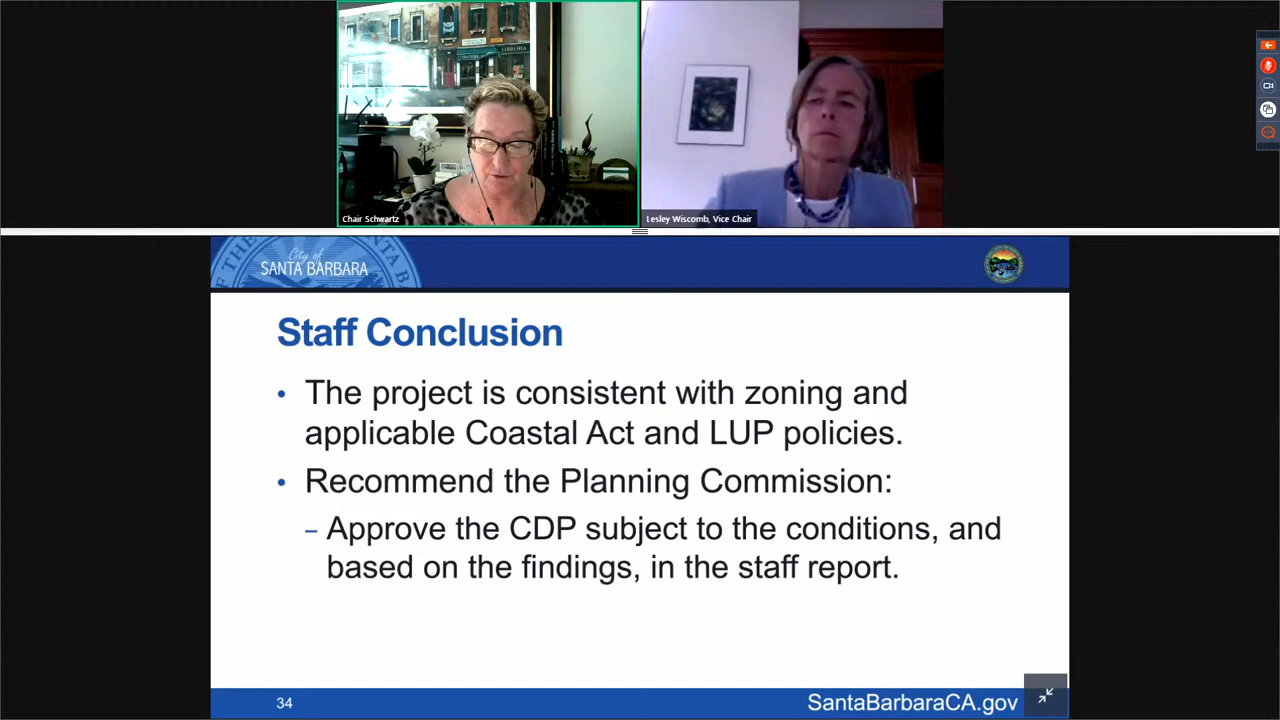 Chair Schwartz
Lesley Wiscomb, Vice Chair
City of
SANTA BARBARA
Staff Conclusion
• The project is consistent with zoning and
applicable Coastal Act and LUP policies.
• Recommend the Planning Commission:
– Approve the CDP subject to the conditions, and
based on the findings, in the staff report.
34
SantaBarbaraCA.gov